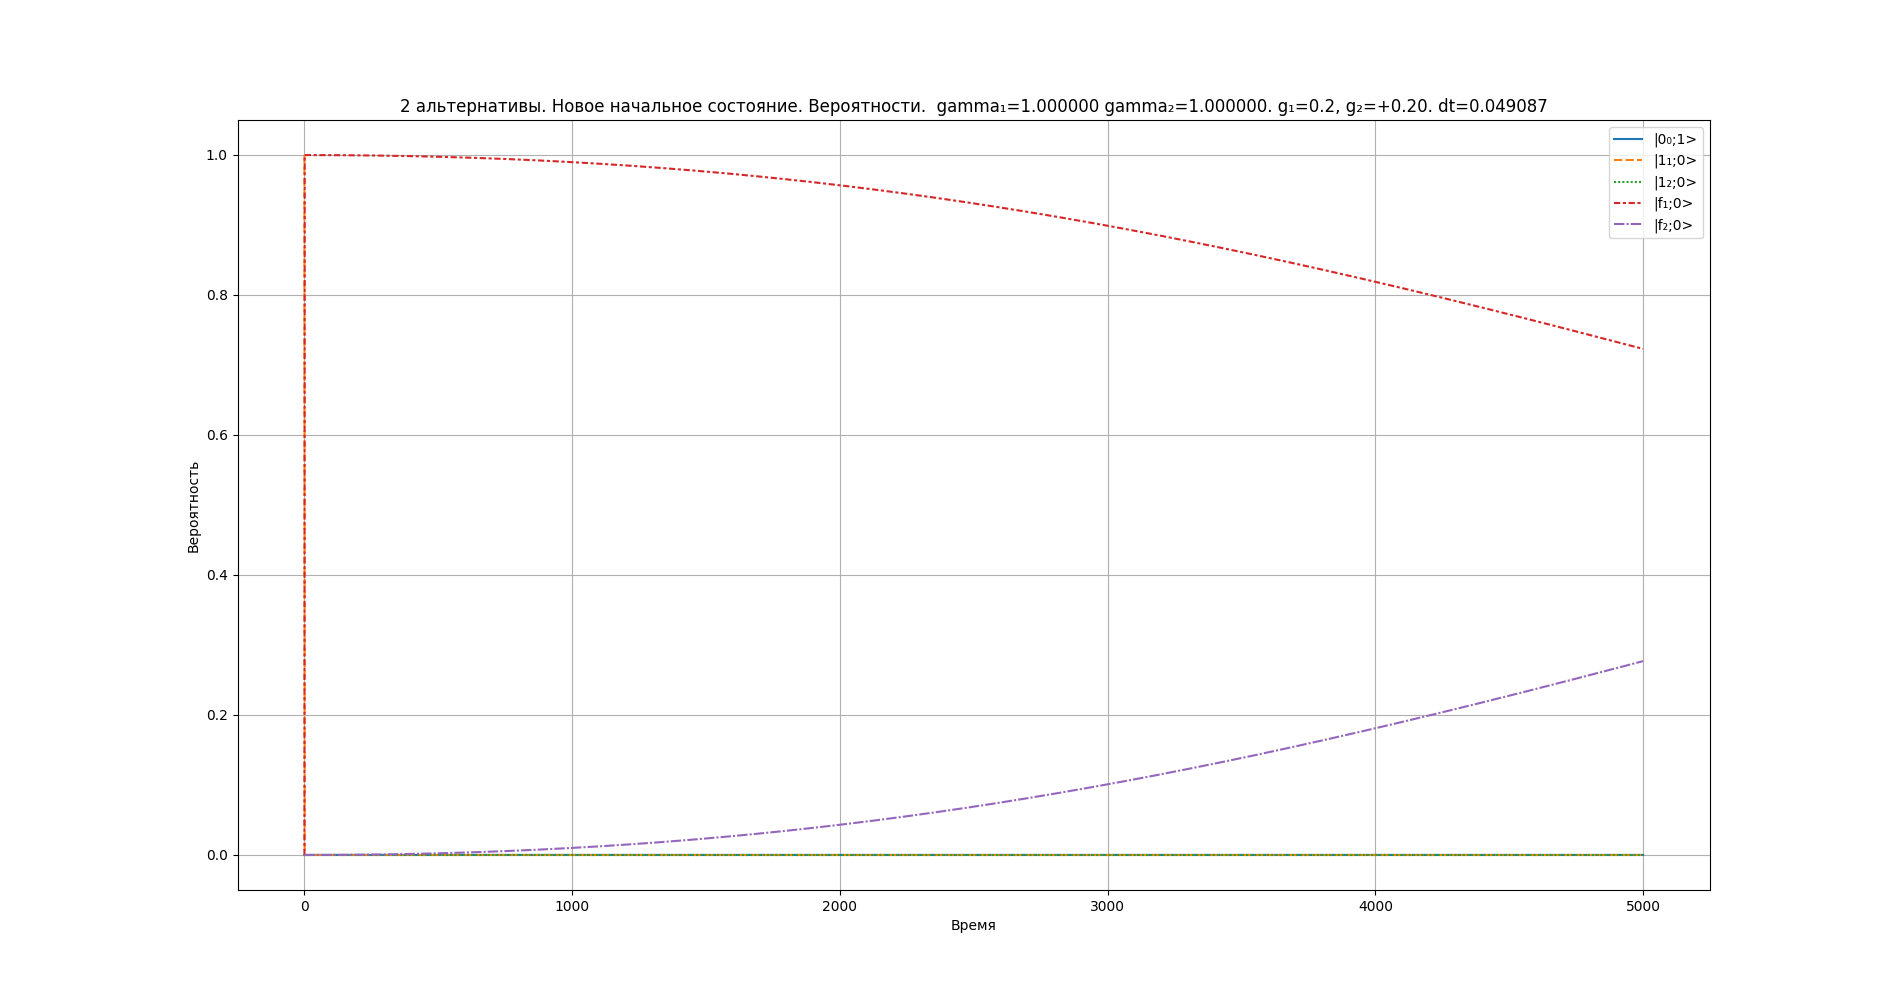 2 альтернативы. Новое начальное состояние. Вероятности.  gamma₁=1.000000 gamma₂=1.000000. g₁=0.2, g₂=+0.20. dt=0.049087
|0₀;1>
|1₁;0>
|1₂;0>
|f₁;0>
|f₂;0>
1.0
0.8
0.6
0.4
0.2
0.0
Вероятность
0 1000 2000 3000 4000 5000
Время